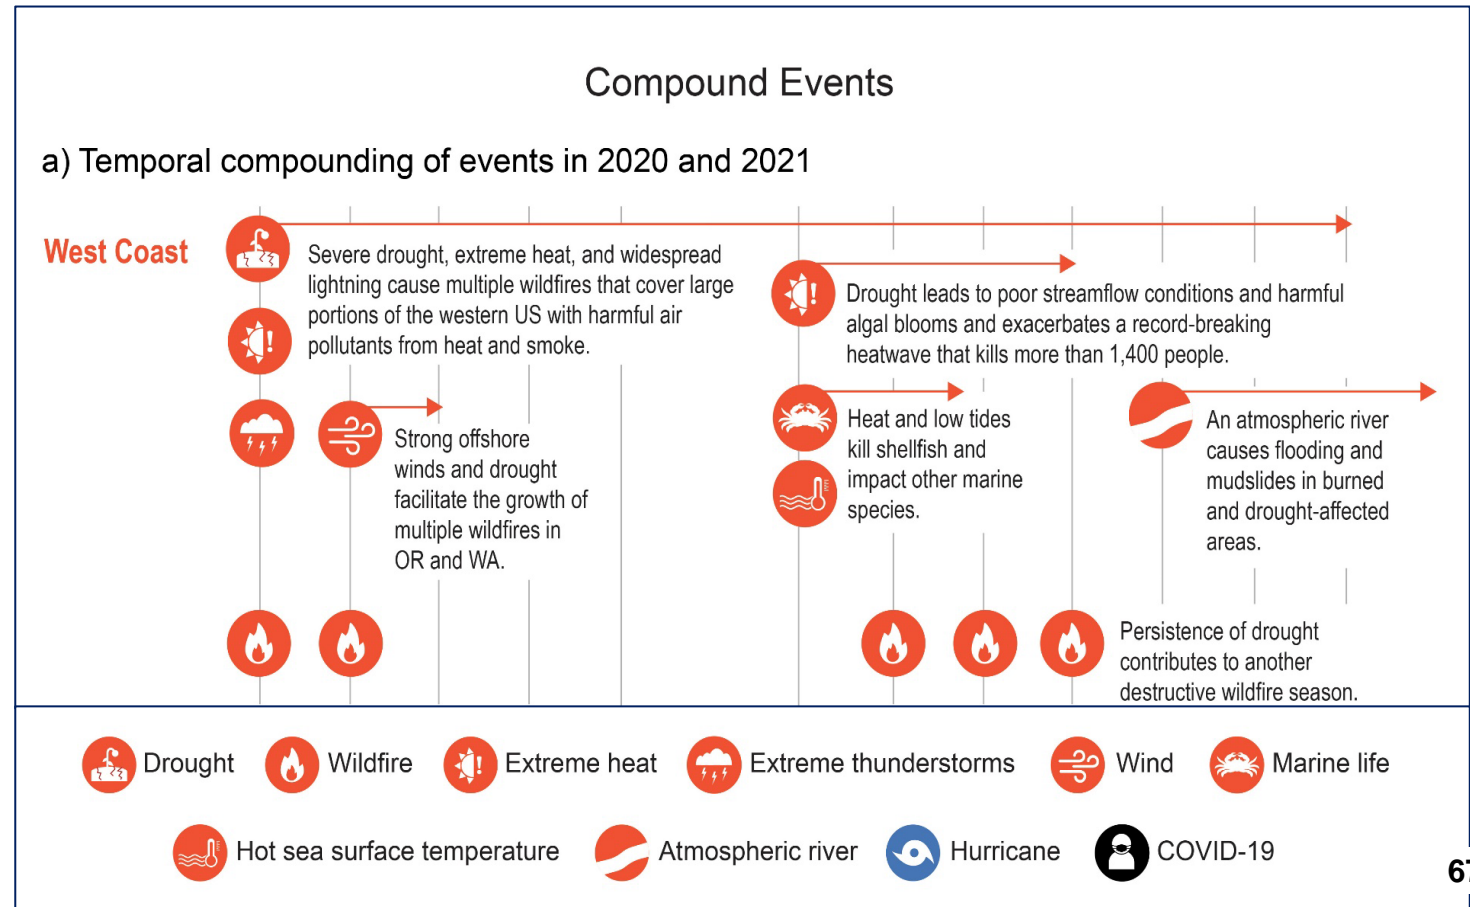 Compound Events
a) Temporal compounding of events in 2020 and 2021
West Coast
Severe drought, extreme heat, and widespread
lightning cause multiple wildfires that cover large
portions of the western US with harmful air
pollutants from heat and smoke.
Drought leads to poor streamflow conditions and harmful
algal blooms and exacerbates a record-breaking
heatwave that kills more than 1,400 people.
Strong offshore
winds and drought
facilitate the growth of
multiple wildfires in
OR and WA.
Heat and low tides
kill shellfish and
impact other marine
species.
An atmospheric river
causes flooding and
mudslides in burned
and drought-affected
areas.
Persistence of drought
contributes to another
destructive wildfire season.
Drought
Wildfire
Extreme heat
Extreme thunderstorms
Wind
Marine life
Hot sea surface temperature
Atmospheric river
Hurricane
COVID-19
67